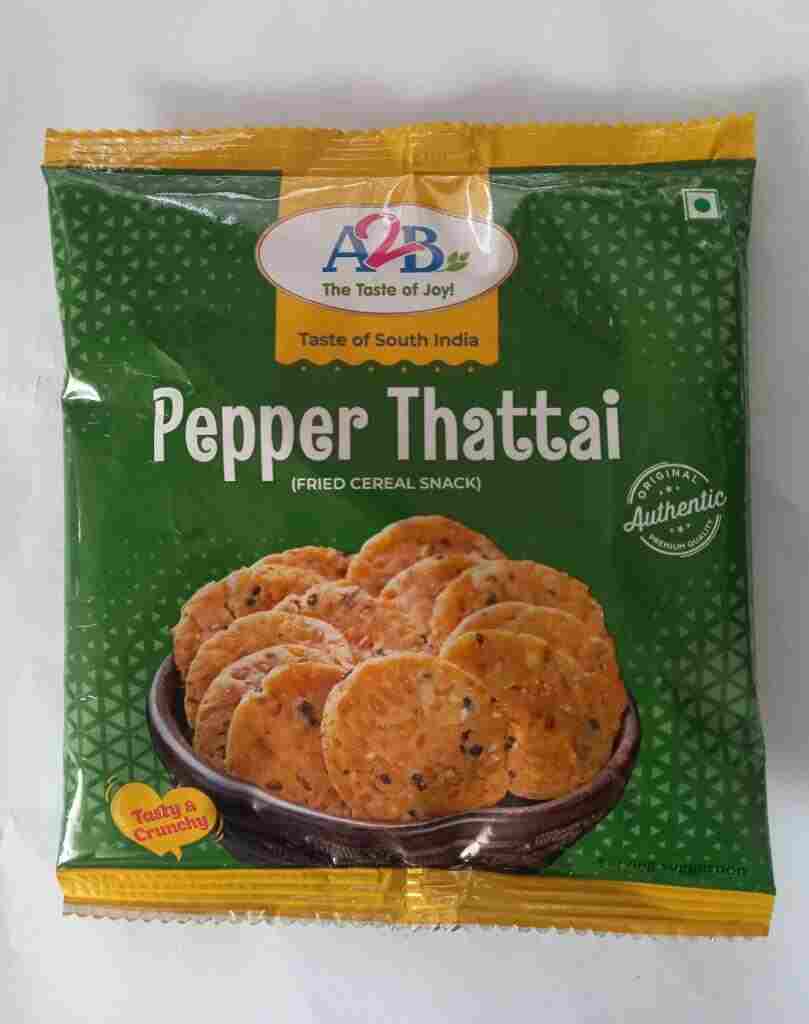 A2B
The Taste of Joy!
Taste of South India
Pepper Thattai
(FRIED CEREAL SNACK)
ORIGINAL
Authentic
PREMIUM QUALITY
Tasty &
Crunchy
suggestion